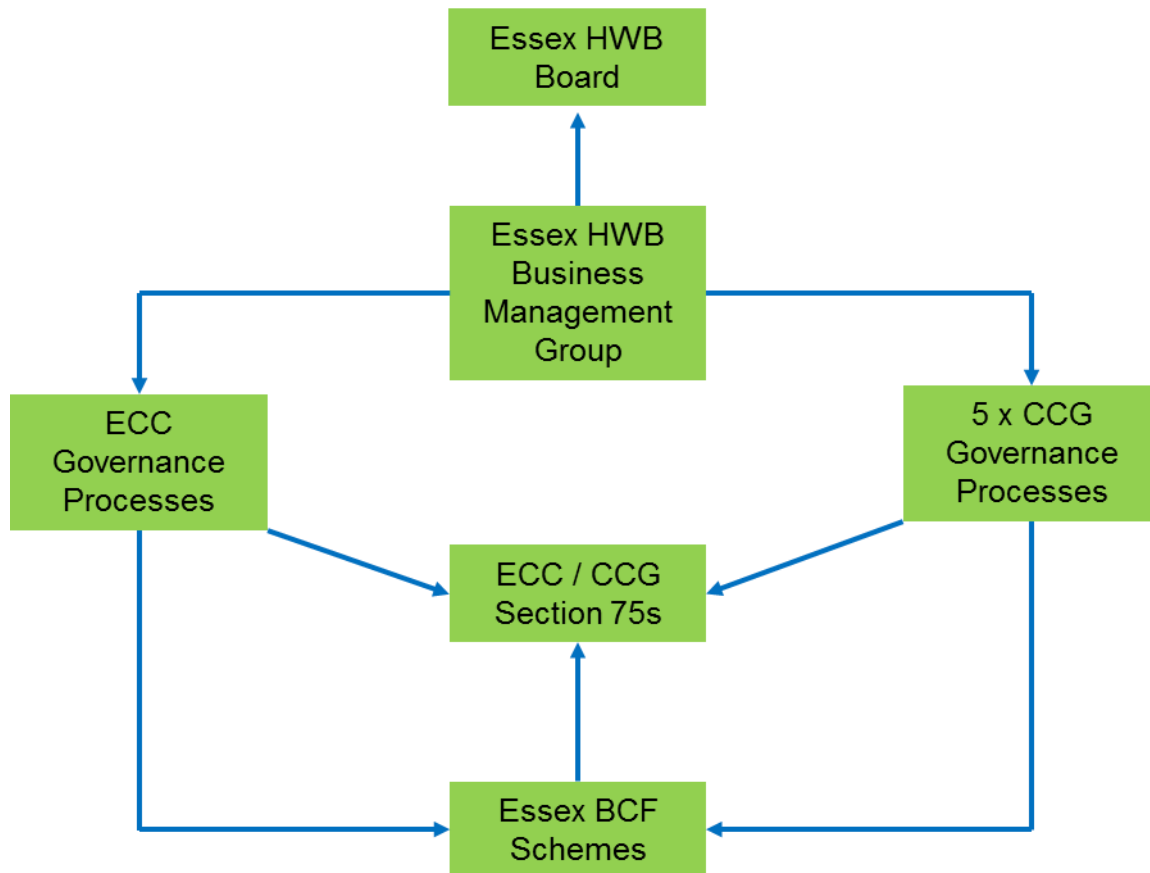 Essex HWB
Board
Essex HWB
Business
Management
Group
ECC
Governance
Processes
5 x CCG
Governance
Processes
ECC / CCG
Section 75s
Essex BCF
Schemes